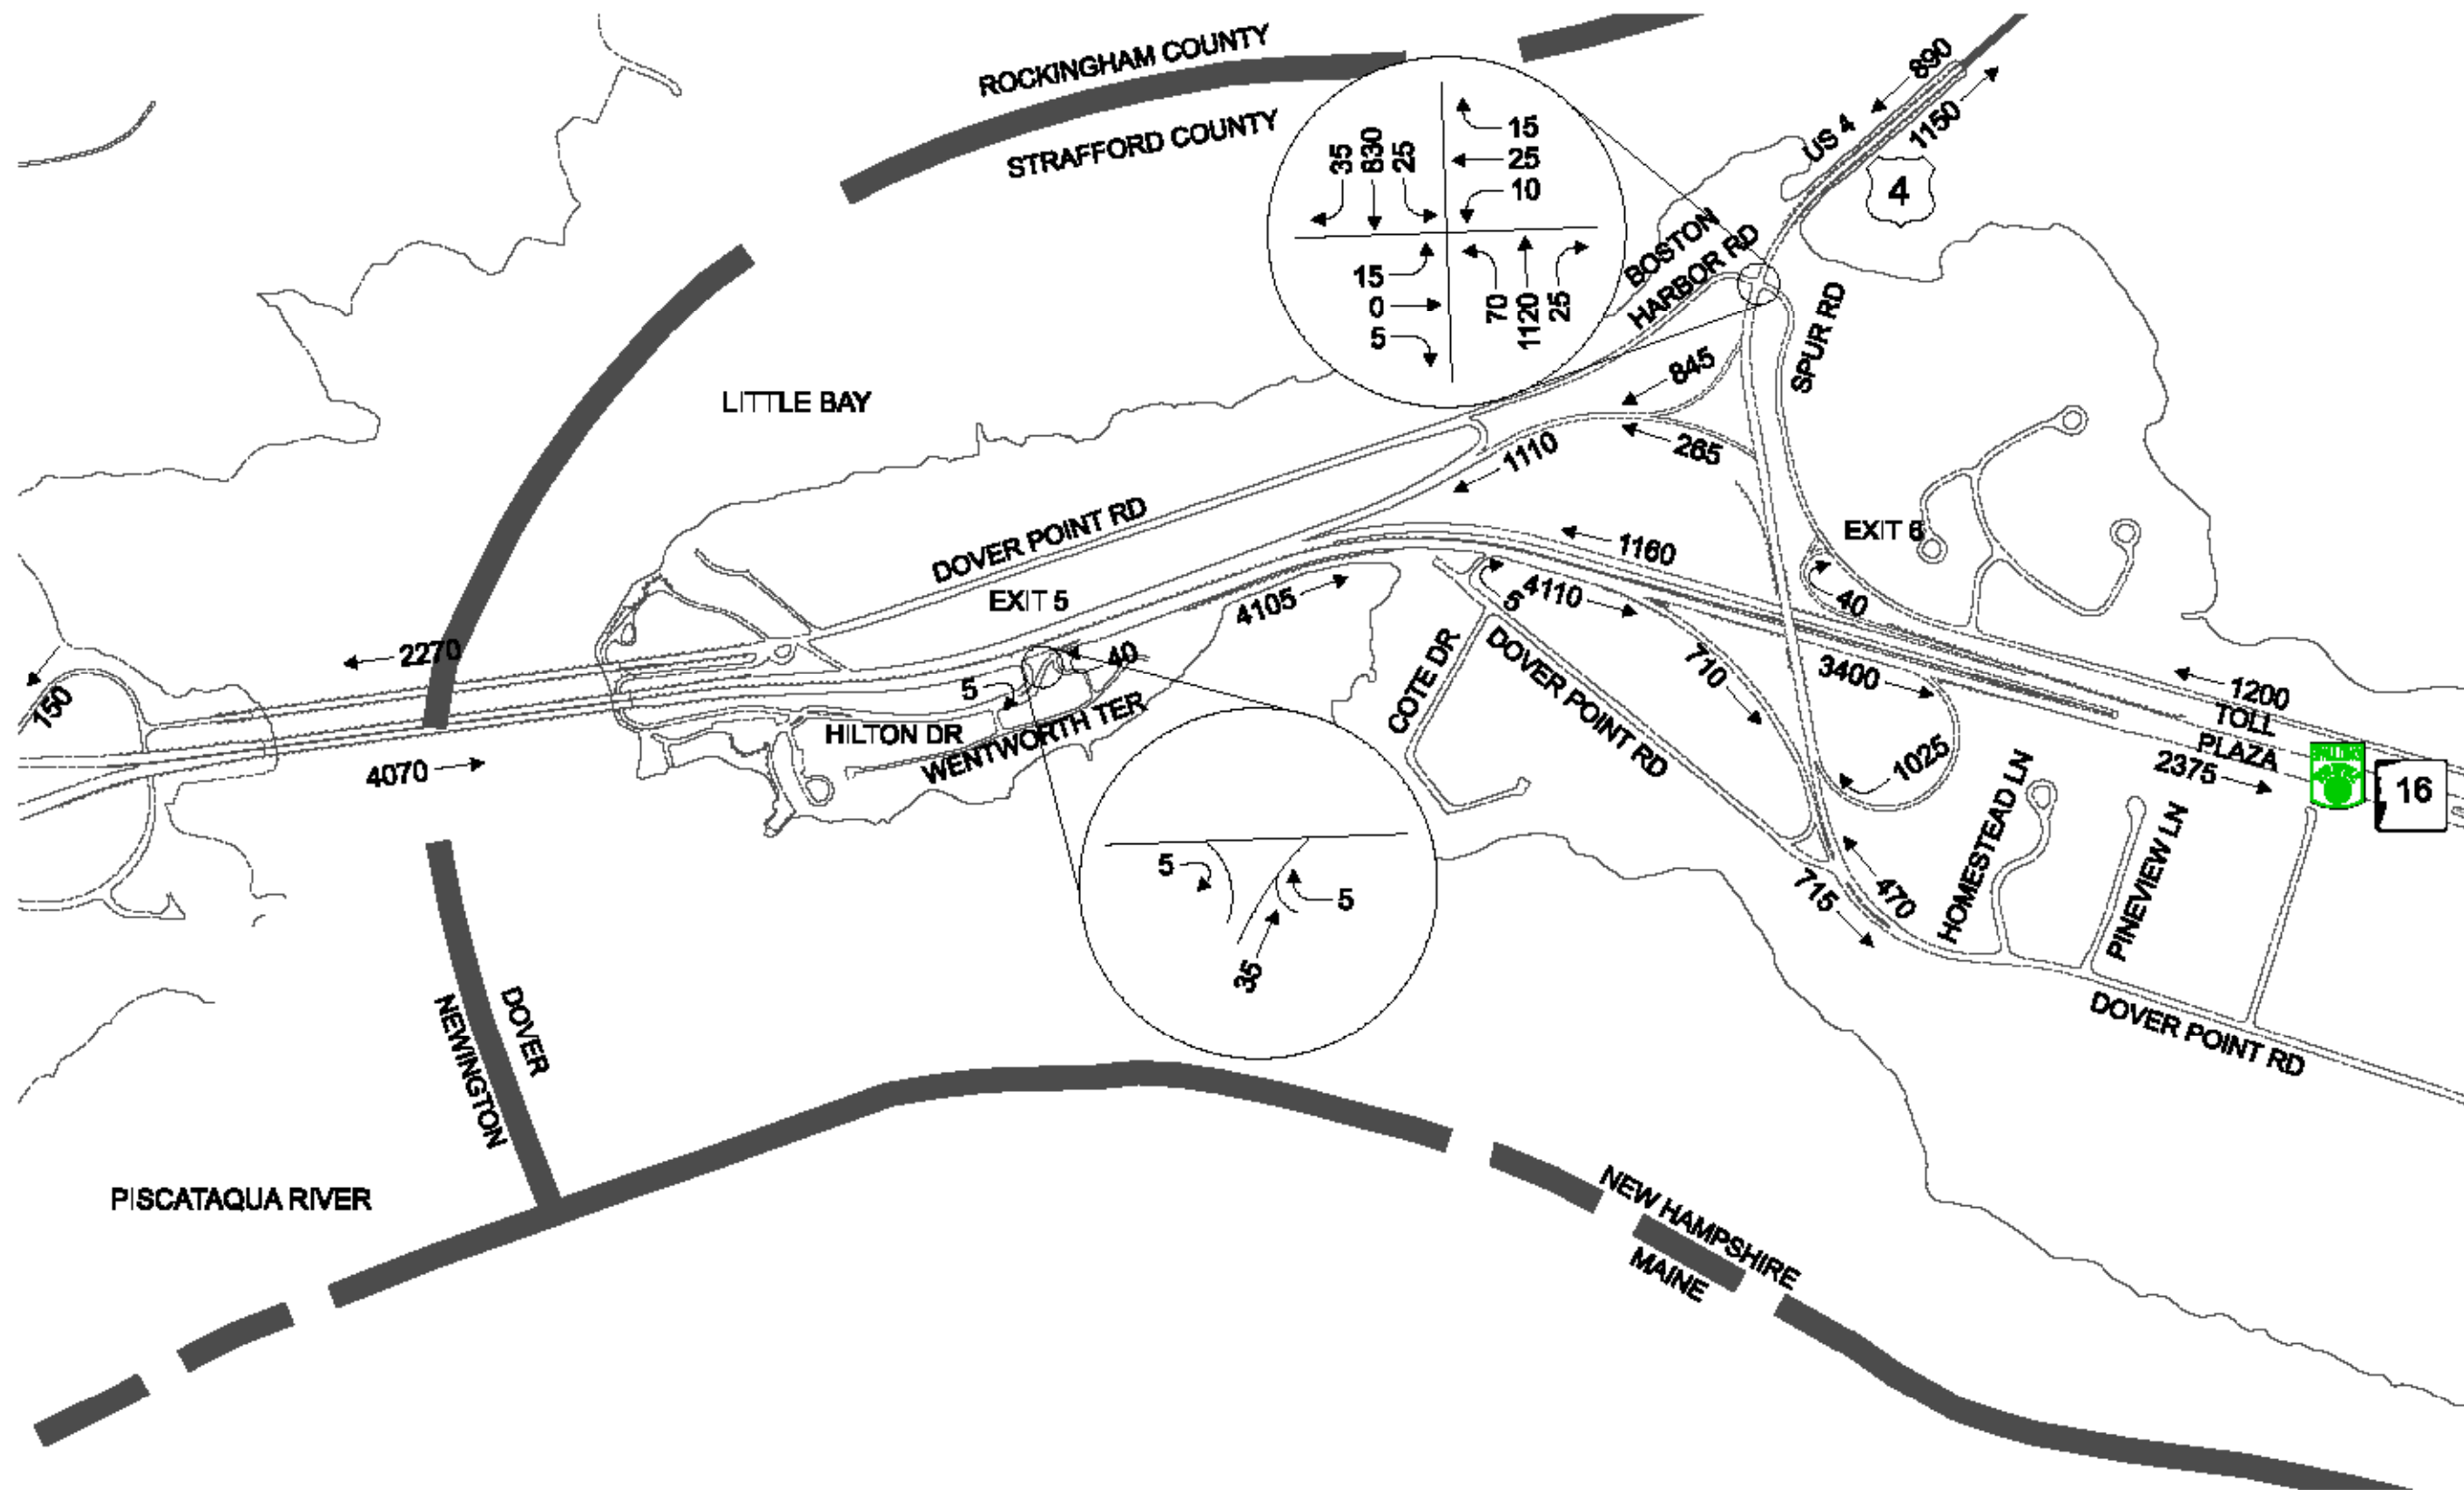 ROCKINGHAM COUNTY
STRAFFORD COUNTY
890
1150
US 4
4
35
830
25
15
25
10
15
0
5
70
1120
25
BOSTON
HARBOR RD
SPUR RD
LITTLE BAY
845
265
1110
DOVER POINT RD
EXIT 5
EXIT 6
1160
40
4105
5
4110
2270
150
40
5
710
3400
1200
TOLL
PLAZA
2375
16
COTE DR
DOVER POINT RD
HILTON DR
WENTWORTH TER
4070
1025
HOMESTEAD LN
PINEVIEW LN
5
5
35
715
470
DOVER POINT RD
DOVER
NEWINGTON
PISCATAQUA RIVER
NEW HAMPSHIRE
MAINE